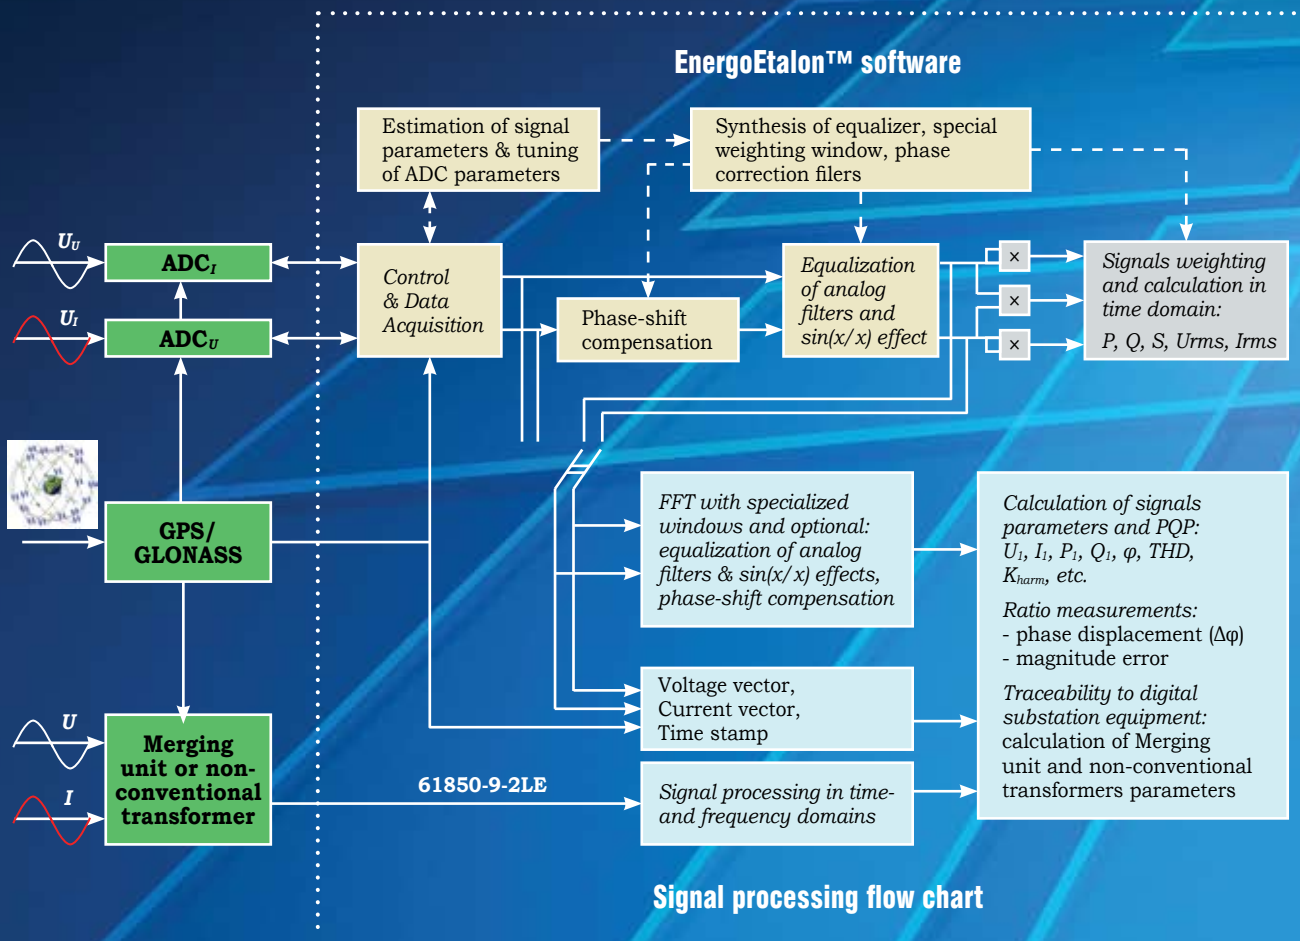 EnergoEtalon™ software
Estimation of signal
parameters & tuning
of ADC parameters
Synthesis of equalizer, special
weighting window, phase
correction filers
U_U
ADC_I
U_I
ADC_U
Control
& Data
Acquisition
Phase-shift
compensation
Equalization
of analog
filters and
sin(x/x) effect
×
×
×
Signals weighting
and calculation in
time domain:
P, Q, S, Urms, Irms
GPS/
GLONASS
FFT with specialized
windows and optional:
equalization of analog
filters & sin(x/x) effects,
phase-shift compensation
Calculation of signals
parameters and PQP:
U₁, I₁, P₁, Q₁, φ, THD,
K_harm, etc.
Ratio measurements:
- phase displacement (Δφ)
- magnitude error
Traceability to digital
substation equipment:
calculation of Merging
unit and non-conventional
transformers parameters
Voltage vector,
Current vector,
Time stamp
U
I
Merging
unit or non-
conventional
transformer
61850-9-2LE
Signal processing in time-
and frequency domains
Signal processing flow chart